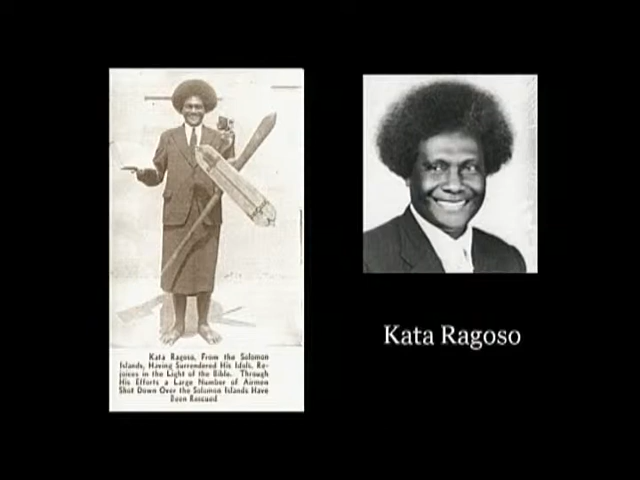 Kata Ragoso, From the Solomon
Islands, Having Surrendered His Idols, Re-
joices in the Light of the Bible. Through
His Efforts a Large Number of Airmen
Shot Down Over the Solomon Islands Have
Been Rescued
Kata Ragoso